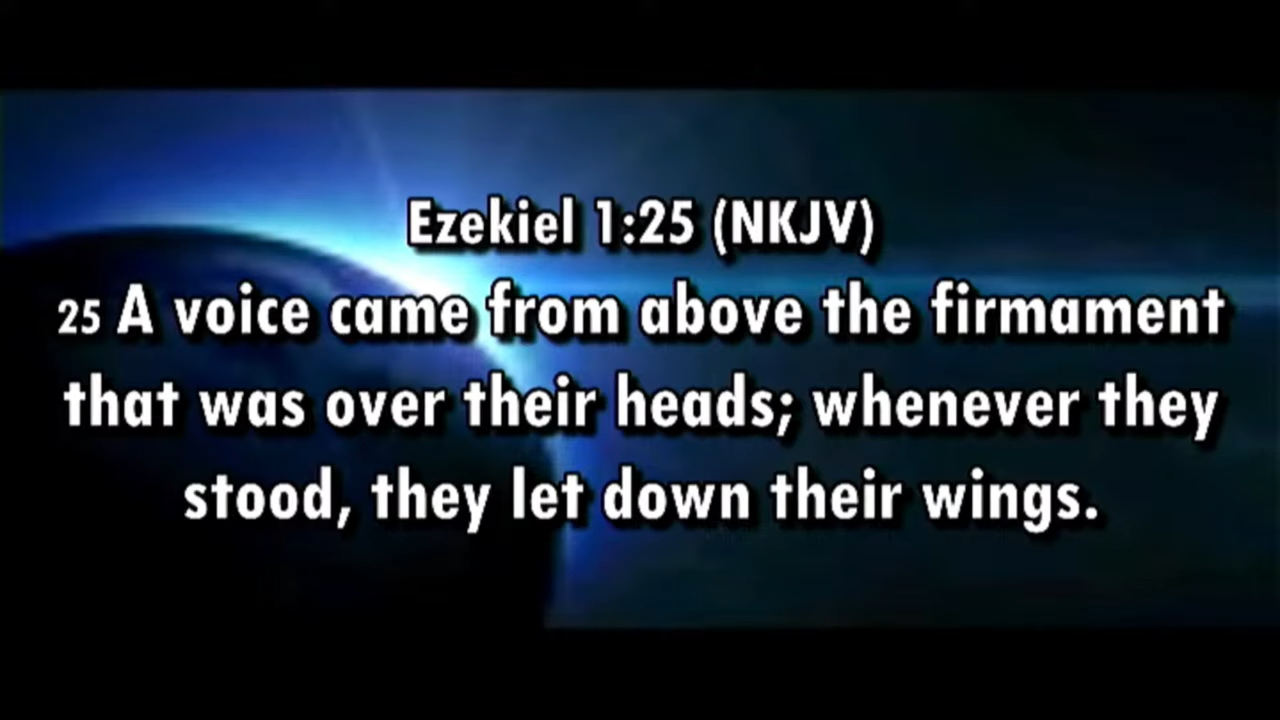 Ezekiel 1:25 (NKJV)
25 A voice came from above the firmament
that was over their heads; whenever they
stood, they let down their wings.